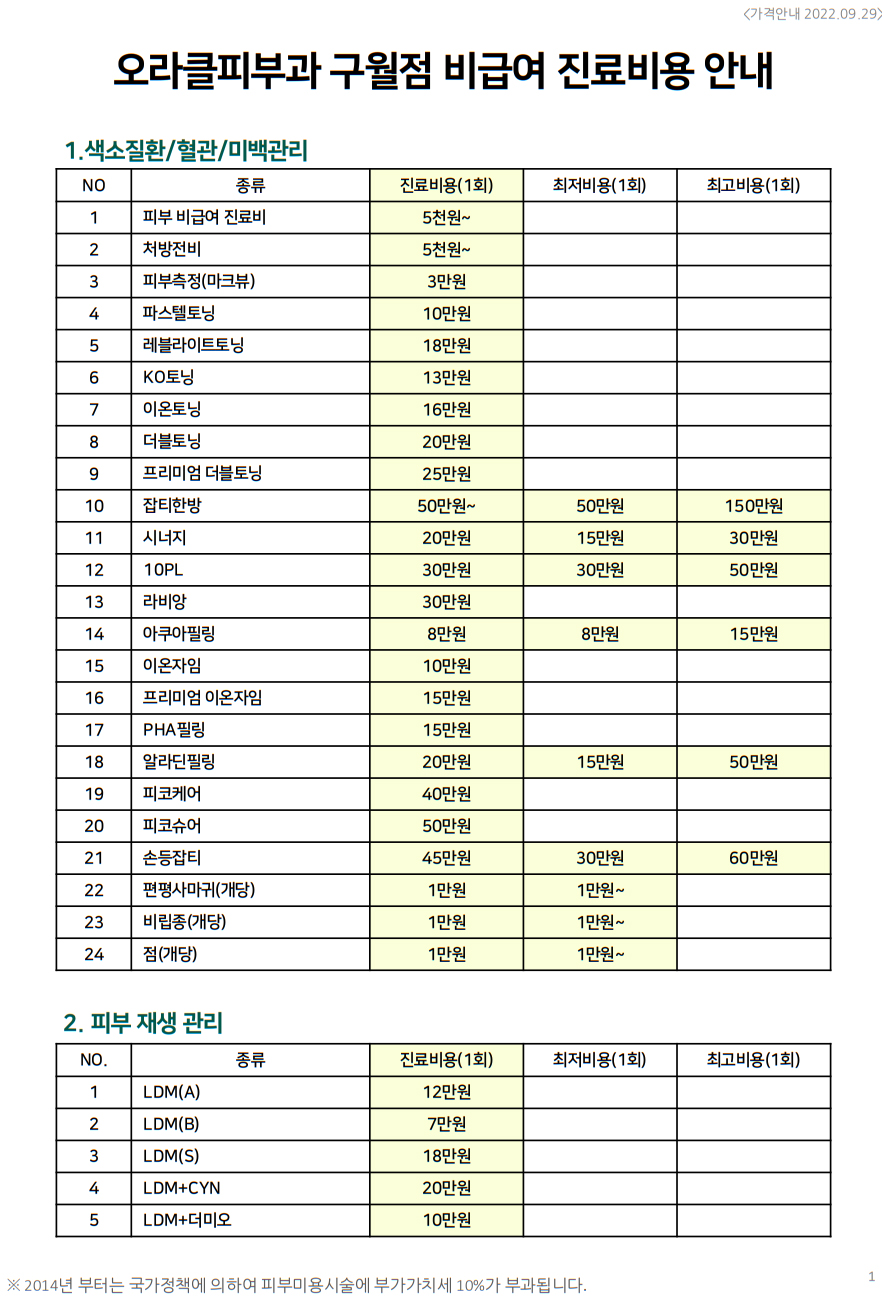 <가격안내 2022.09.29>
오라클피부과 구월점 비급여 진료비용 안내
1.색소질환/혈관/미백관리
NO 종류 진료비용(1회) 최저비용(1회) 최고비용(1회)
1 피부 비급여 진료비 5천원~
2 처방전비 5천원~
3 피부측정(마크뷰) 3만원
4 파스텔토닝 10만원
5 레블라이트토닝 18만원
6 KO토닝 13만원
7 이온토닝 16만원
8 더블토닝 20만원
9 프리미엄 더블토닝 25만원
10 잡티한방 50만원~ 50만원 150만원
11 시너지 20만원 15만원 30만원
12 10PL 30만원 30만원 50만원
13 라비앙 30만원
14 아쿠아필링 8만원 8만원 15만원
15 이온자임 10만원
16 프리미엄 이온자임 15만원
17 PHA필링 15만원
18 알라딘필링 20만원 15만원 50만원
19 피코케어 40만원
20 피코슈어 50만원
21 손등잡티 45만원 30만원 60만원
22 편평사마귀(개당) 1만원 1만원~
23 비립종(개당) 1만원 1만원~
24 점(개당) 1만원 1만원~
2. 피부 재생 관리
NO. 종류 진료비용(1회) 최저비용(1회) 최고비용(1회)
1 LDM(A) 12만원
2 LDM(B) 7만원
3 LDM(S) 18만원
4 LDM+CYN 20만원
5 LDM+더미오 10만원
※ 2014년 부터는 국가정책에 의하여 피부미용시술에 부가가치세 10%가 부과됩니다.
1